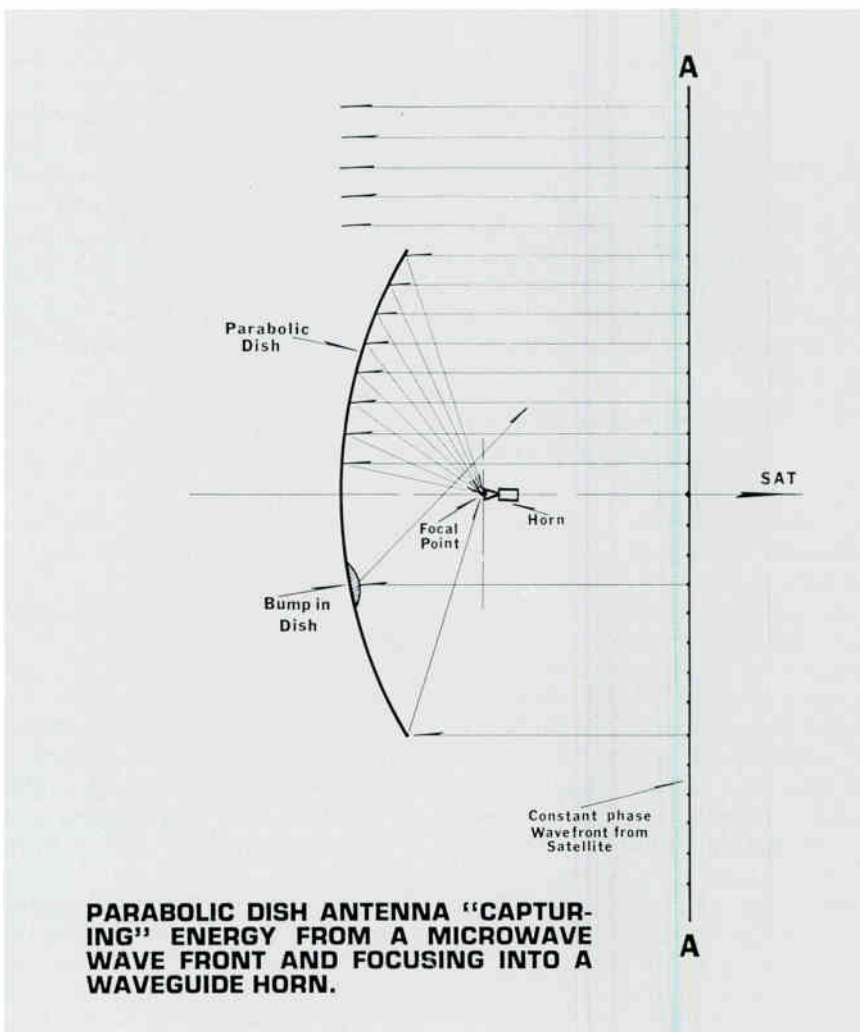 A
Parabolic
Dish
SAT
Focal
Point
Horn
Bump in
Dish
Constant phase
Wavefront from
Satellite
PARABOLIC DISH ANTENNA “CAPTUR-
ING” ENERGY FROM A MICROWAVE
WAVE FRONT AND FOCUSING INTO A
WAVEGUIDE HORN.
A